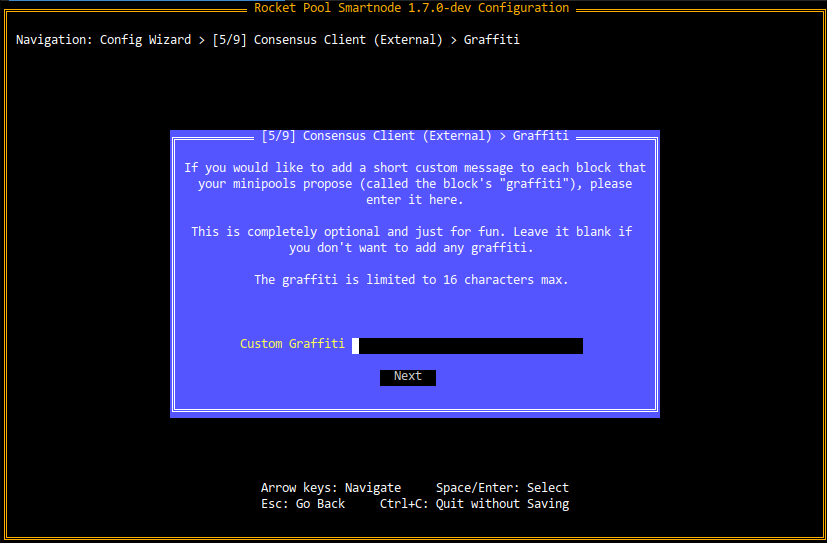 Rocket Pool Smartnode 1.7.0-dev Configuration
Navigation: Config Wizard > [5/9] Consensus Client (External) > Graffiti
[5/9] Consensus Client (External) > Graffiti
If you would like to add a short custom message to each block that
your minipools propose (called the block's "graffiti"), please
enter it here.
This is completely optional and just for fun. Leave it blank if
you don't want to add any graffiti.
The graffiti is limited to 16 characters max.
Custom Graffiti
Next
Arrow keys: Navigate     Space/Enter: Select
Esc: Go Back     Ctrl+C: Quit without Saving